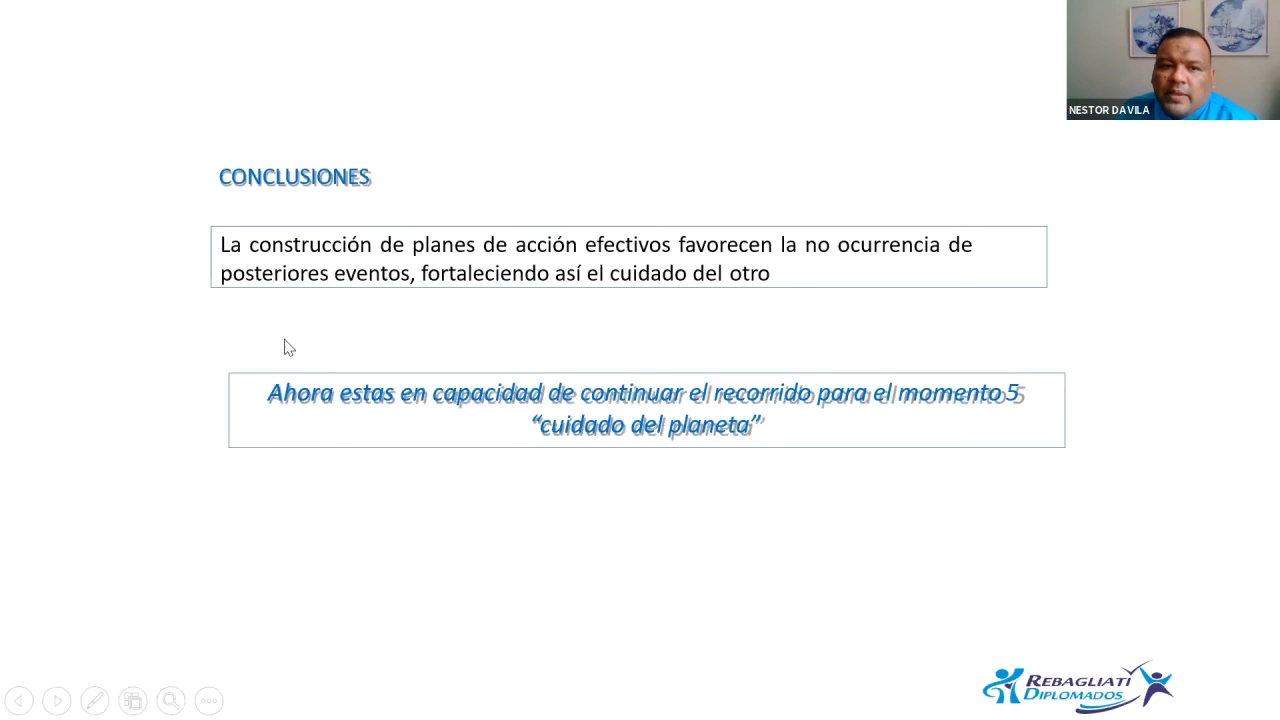 NESTOR DAVILA
CONCLUSIONES
La construcción de planes de acción efectivos favorecen la no ocurrencia de
posteriores eventos, fortaleciendo así el cuidado del otro
Ahora estas en capacidad de continuar el recorrido para el momento 5
“cuidado del planeta”
REBAGLIATI
DIPLOMADOS